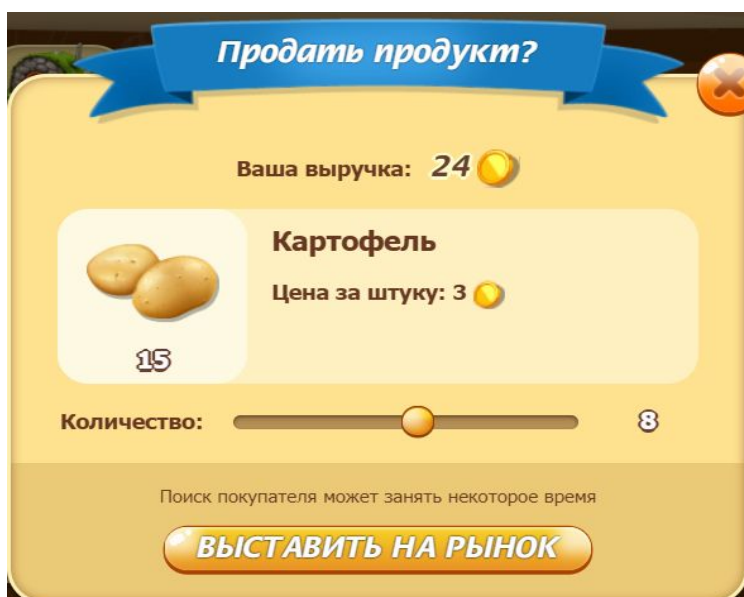 Продать продукт?
Ваша выручка: 24
Картофель
Цена за штуку: 3
15
Количество: 8
Поиск покупателя может занять некоторое время
ВЫСТАВИТЬ НА РЫНОК